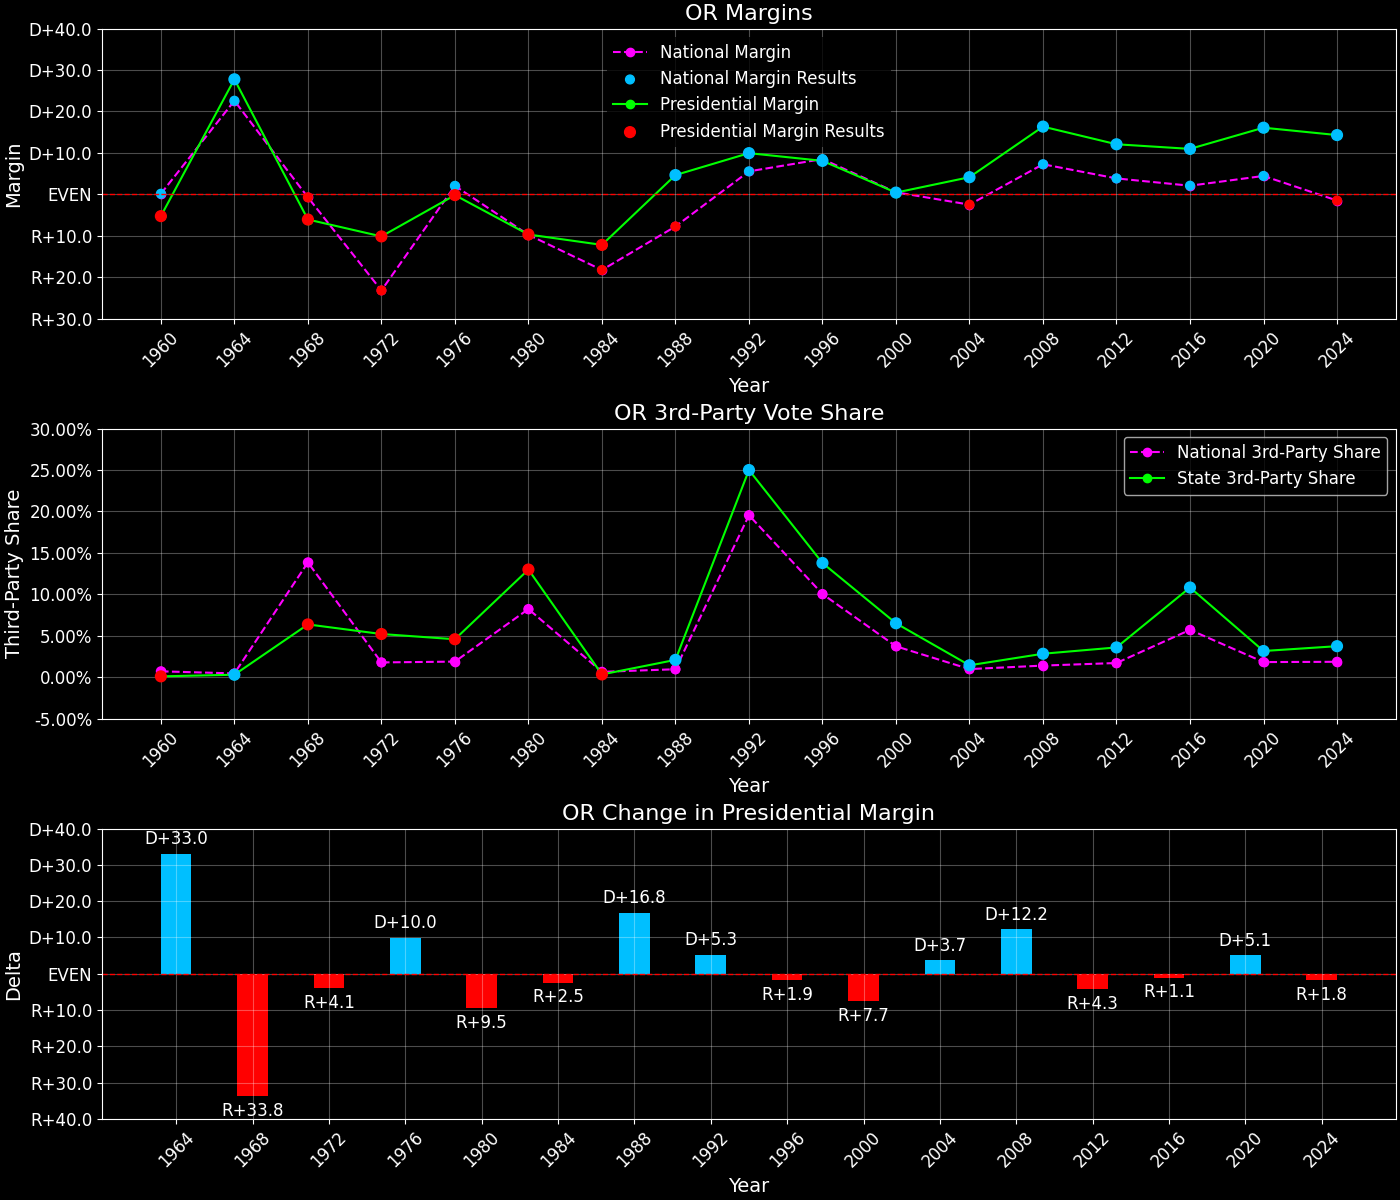 OR Margins
D+40.0
D+30.0
D+20.0
D+10.0
EVEN
R+10.0
R+20.0
R+30.0
Margin
National Margin
National Margin Results
Presidential Margin
Presidential Margin Results
1960 1964 1968 1972 1976 1980 1984 1988 1992 1996 2000 2004 2008 2012 2016 2020 2024
Year
OR 3rd-Party Vote Share
30.00%
25.00%
20.00%
15.00%
10.00%
5.00%
0.00%
-5.00%
Third-Party Share
National 3rd-Party Share
State 3rd-Party Share
1960 1964 1968 1972 1976 1980 1984 1988 1992 1996 2000 2004 2008 2012 2016 2020 2024
Year
OR Change in Presidential Margin
D+40.0
D+30.0
D+20.0
D+10.0
EVEN
R+10.0
R+20.0
R+30.0
R+40.0
Delta
D+33.0
R+33.8
R+4.1
D+10.0
R+9.5
R+2.5
D+16.8
D+5.3
R+1.9
R+7.7
D+3.7
D+12.2
R+4.3
R+1.1
D+5.1
R+1.8
1964 1968 1972 1976 1980 1984 1988 1992 1996 2000 2004 2008 2012 2016 2020 2024
Year